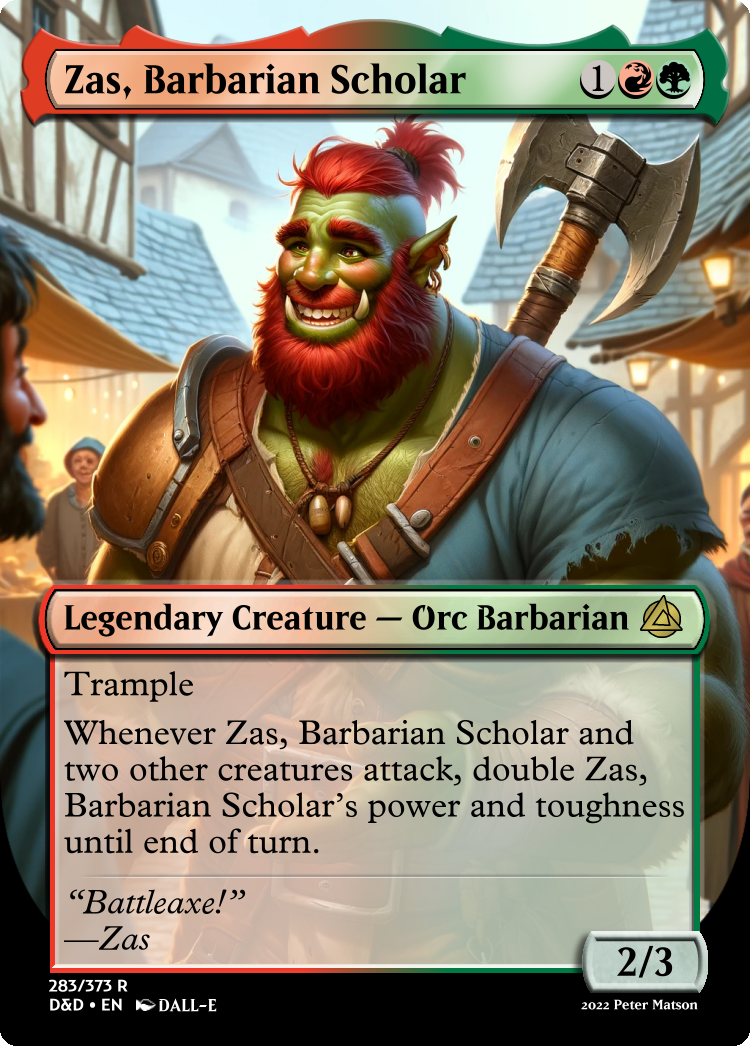 Zas, Barbarian Scholar 1
Legendary Creature — Orc Barbarian
Trample
Whenever Zas, Barbarian Scholar and
two other creatures attack, double Zas,
Barbarian Scholar's power and toughness
until end of turn.
“Battleaxe!”
—Zas
2/3
283/373 R
D&D • EN DALL-E
2022 Peter Matson